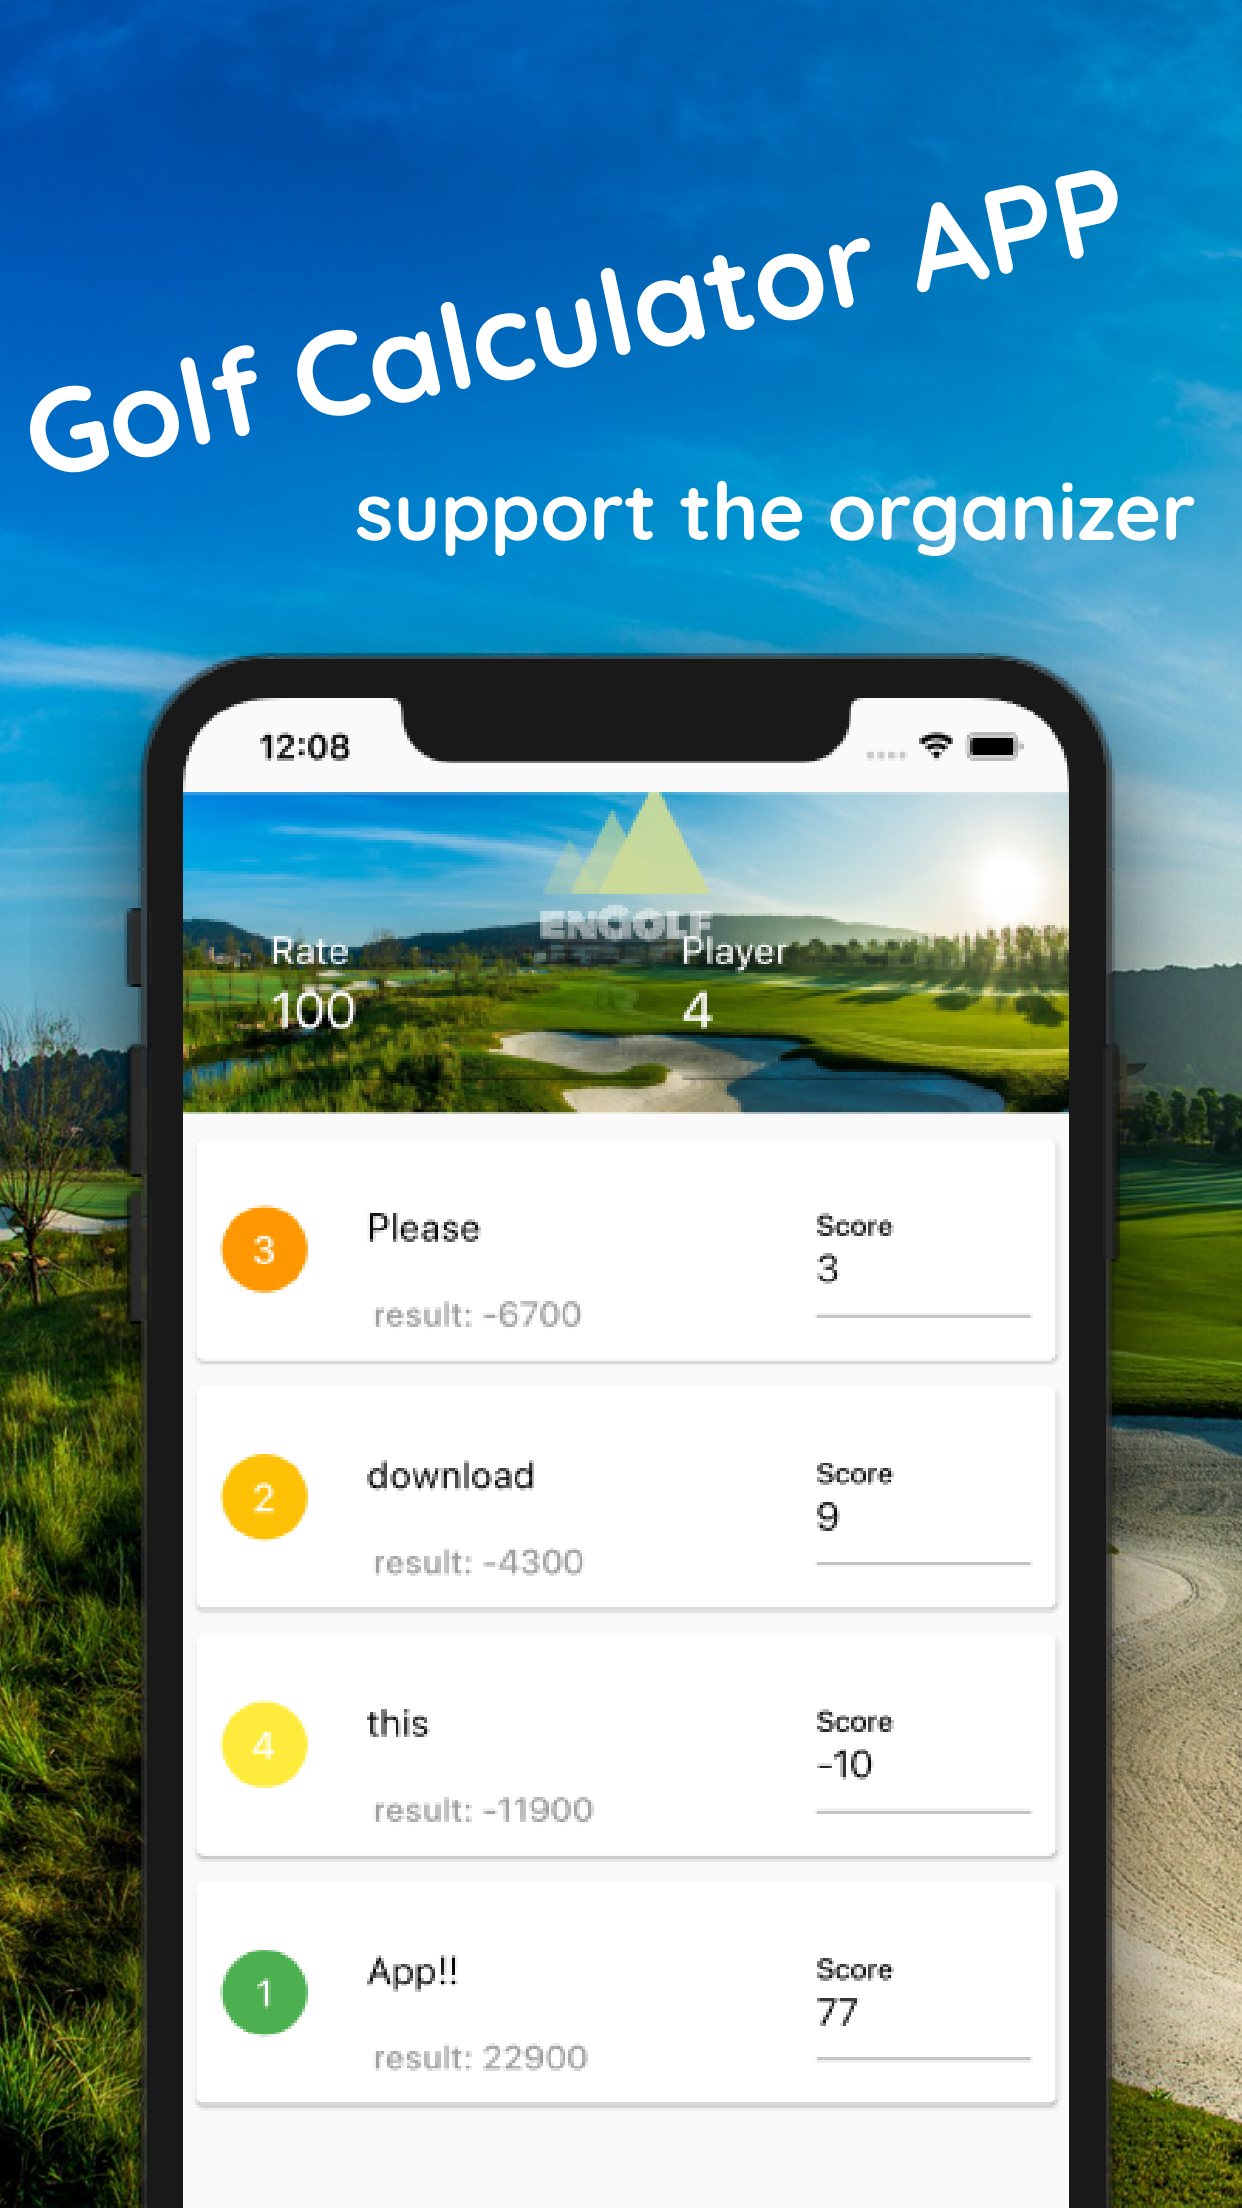 Golf Calculator APP
support the organizer
12:08
ENGOLF
Rate
Player
100
4
3
Please
Score
3
result: -6700
2
download
Score
9
result: -4300
4
this
Score
-10
result: -11900
1
App!!
Score
77
result: 22900